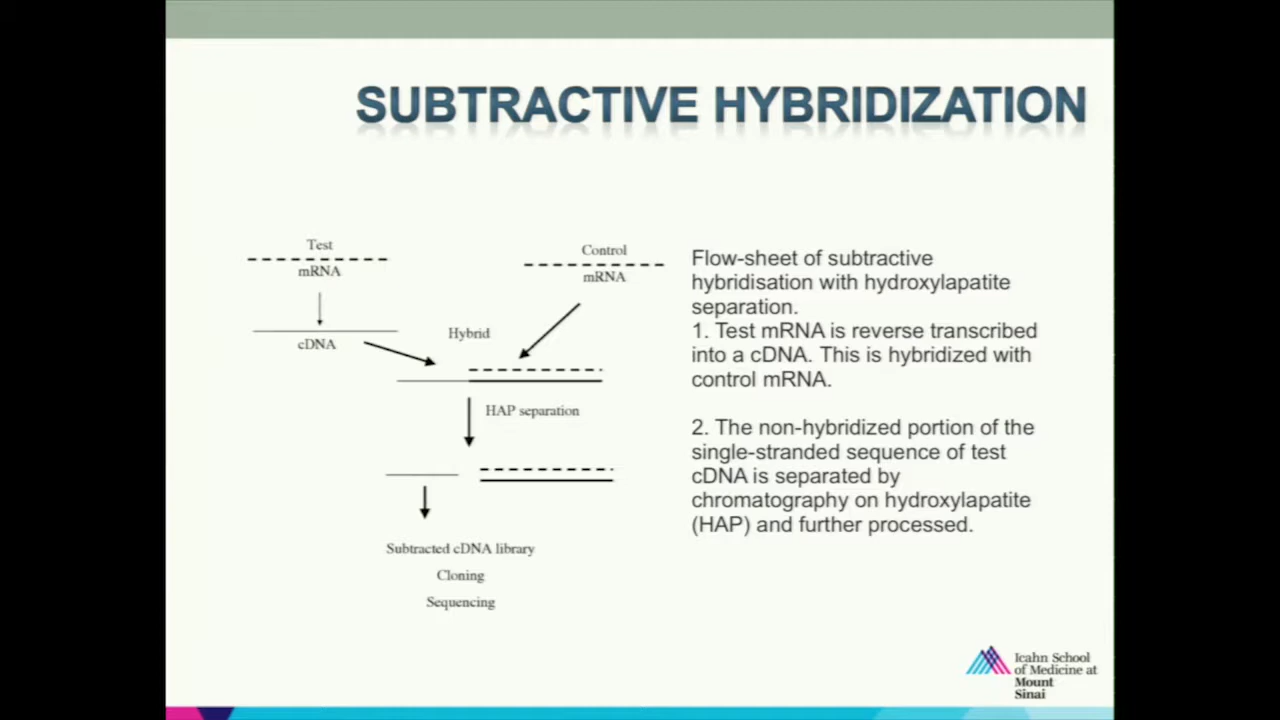 SUBTRACTIVE HYBRIDIZATION
Test
mRNA
cDNA
Control
mRNA
Hybrid
HAP separation
Subtracted cDNA library
Cloning
Sequencing
Flow-sheet of subtractive
hybridisation with hydroxylapatite
separation.
1. Test mRNA is reverse transcribed
into a cDNA. This is hybridized with
control mRNA.
2. The non-hybridized portion of the
single-stranded sequence of test
cDNA is separated by
chromatography on hydroxylapatite
(HAP) and further processed.
Icahn School
of Medicine at
Mount
Sinai